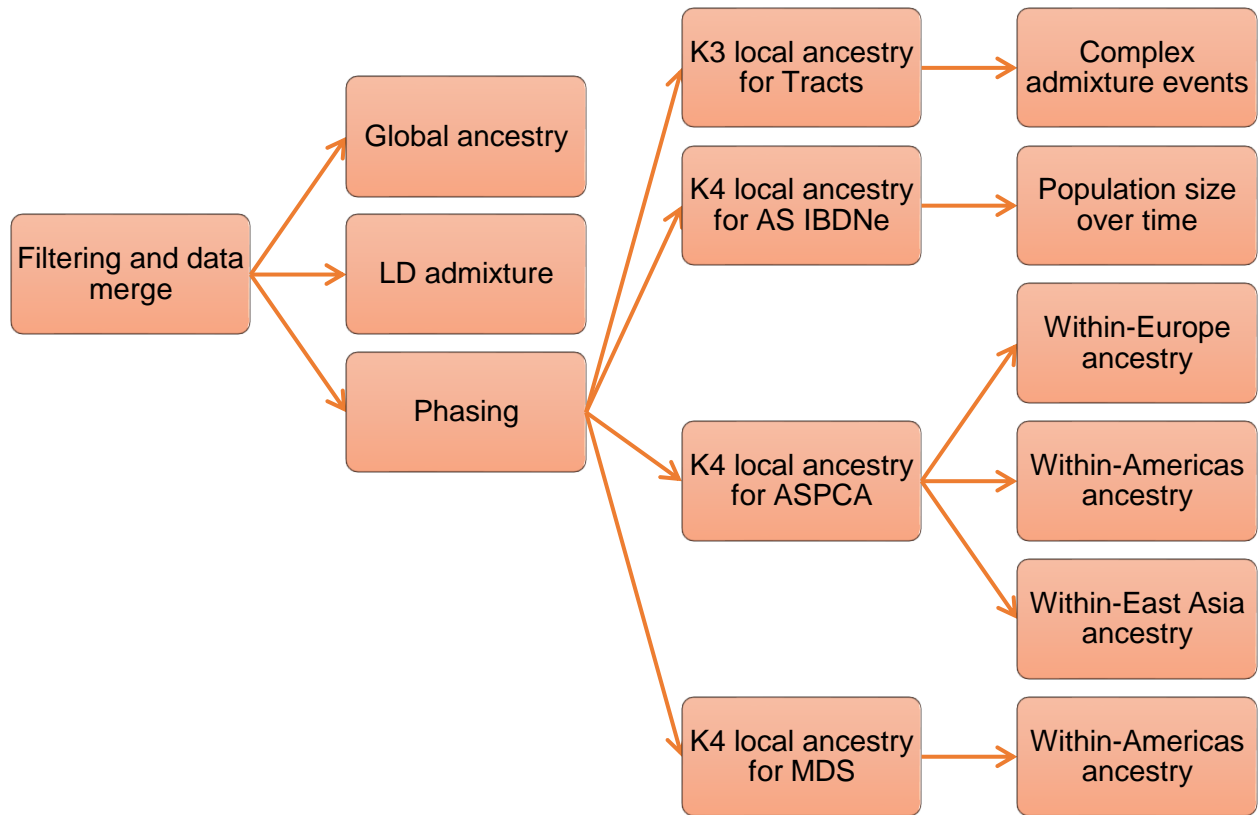 Filtering and data
merge
Global ancestry
LD admixture
Phasing
K3 local ancestry
for Tracts
K4 local ancestry
for AS IBDNe
K4 local ancestry
for ASPCA
K4 local ancestry
for MDS
Complex
admixture events
Population size
over time
Within-Europe
ancestry
Within-Americas
ancestry
Within-East Asia
ancestry
Within-Americas
ancestry